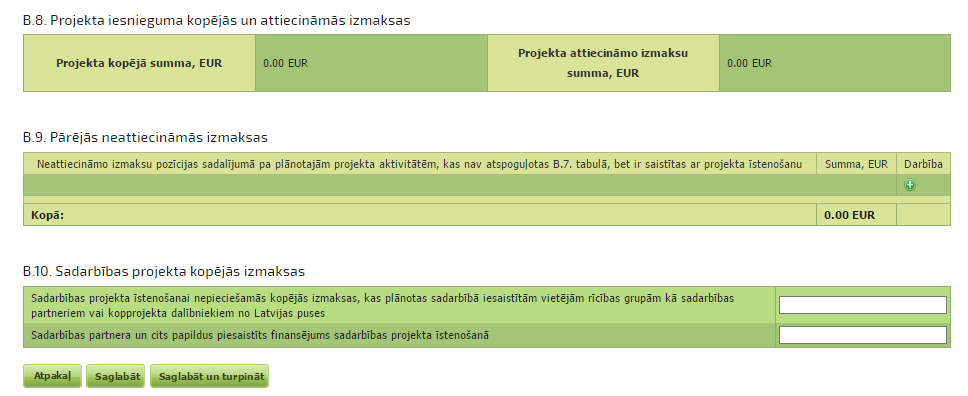 B.8. Projekta iesnieguma kopējās un attiecināmās izmaksas
Projekta kopējā summa, EUR
0.00 EUR
Projekta attiecināmo izmaksu
summa, EUR
0.00 EUR
B.9. Pārējās neattiecināmās izmaksas
Neattiecināmo izmaksu pozīcijas sadalījumā pa plānotajām projekta aktivitātēm, kas nav atspoguļotas B.7. tabulā, bet ir saistītas ar projekta īstenošanu
Summa, EUR
Darbība
Kopā:
0.00 EUR
B.10. Sadarbības projekta kopējās izmaksas
Sadarbības projekta īstenošanai nepieciešamās kopējās izmaksas, kas plānotas sadarbībā iesaistītām vietējām rīcības grupām kā sadarbības
partneriem vai kopprojekta dalībniekiem no Latvijas puses
Sadarbības partnera un cits papildus piesaistīts finansējums sadarbības projekta īstenošanā
Atpakaļ
Saglabāt
Saglabāt un turpināt